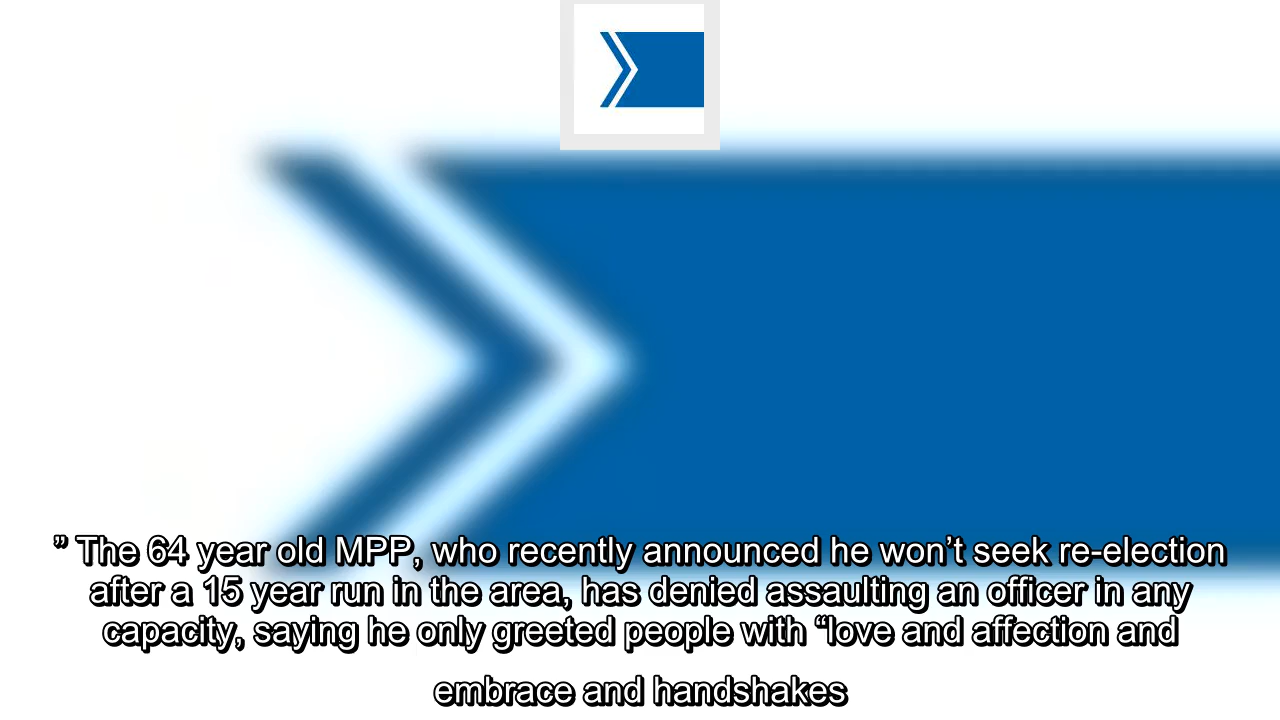 ” The 64 year old MPP, who recently announced he won’t seek re-election
after a 15 year run in the area, has denied assaulting an officer in any
capacity, saying he only greeted people with “love and affection and
embrace and handshakes